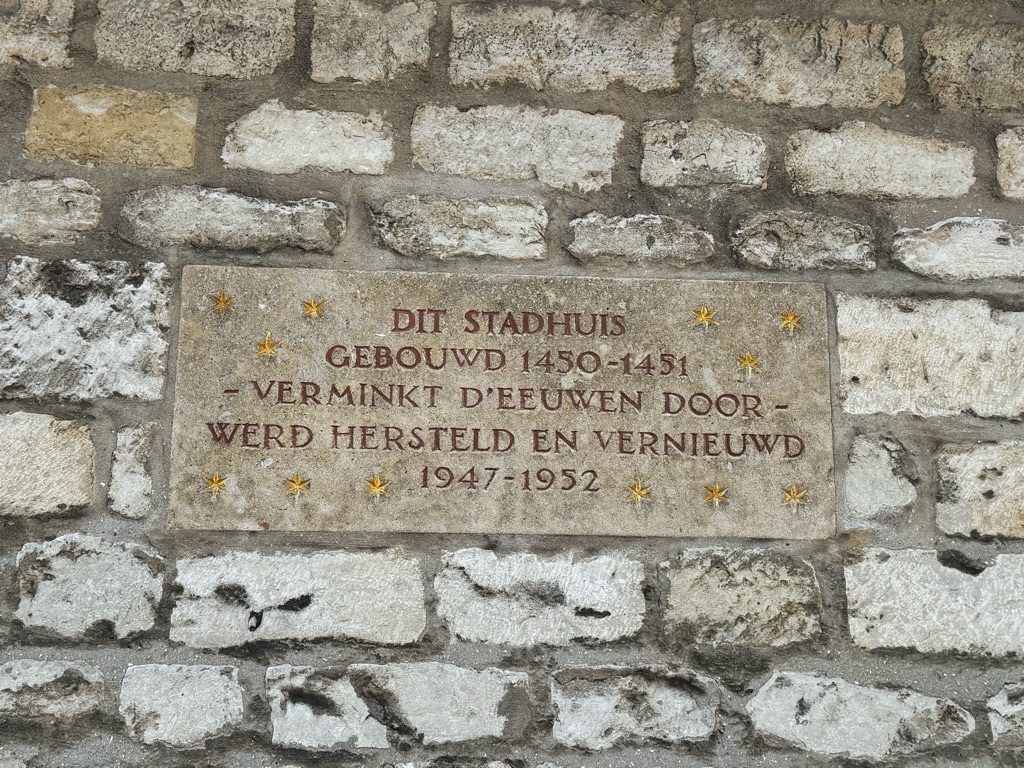 DIT STADHUIS
GEBOUWD 1450-1451
- VERMINKT D'EEUWEN DOOR -
WERD HERSTELD EN VERNIEUWD
1947-1952